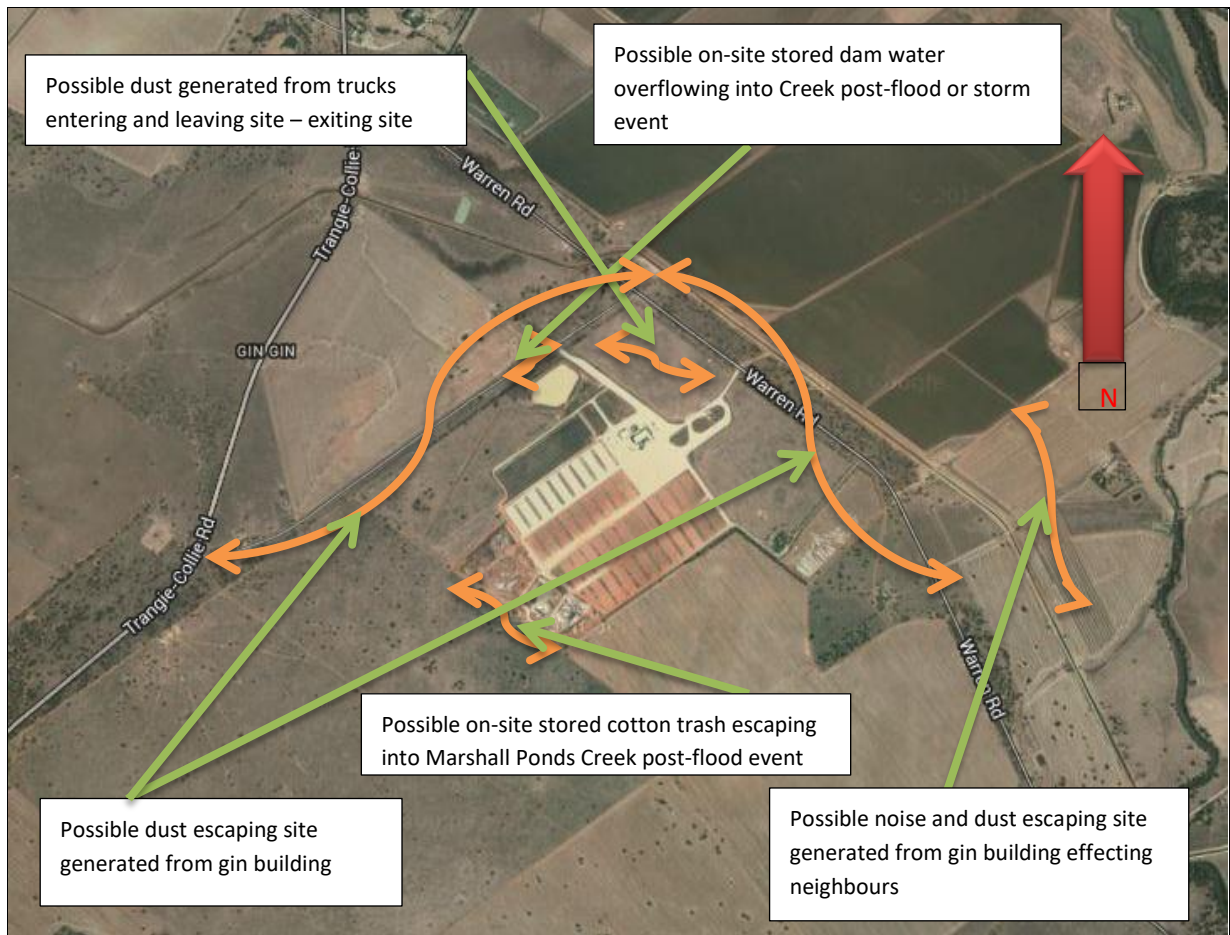 Possible dust generated from trucks
entering and leaving site – exiting site
Possible on-site stored dam water
overflowing into Creek post-flood or storm
event
Trangie-Collie
Warren Rd
GIN GIN
Warren Rd
N
Trangie-Collie Rd
Warren Rd
Possible on-site stored cotton trash escaping
into Marshall Ponds Creek post-flood event
Possible dust escaping site
generated from gin building
Possible noise and dust escaping site
generated from gin building effecting
neighbours